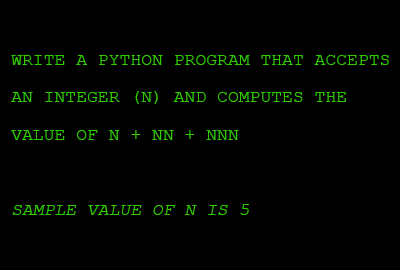 WRITE A PYTHON PROGRAM THAT ACCEPTS
AN INTEGER (N) AND COMPUTES THE
VALUE OF N + NN + NNN
SAMPLE VALUE OF N IS 5